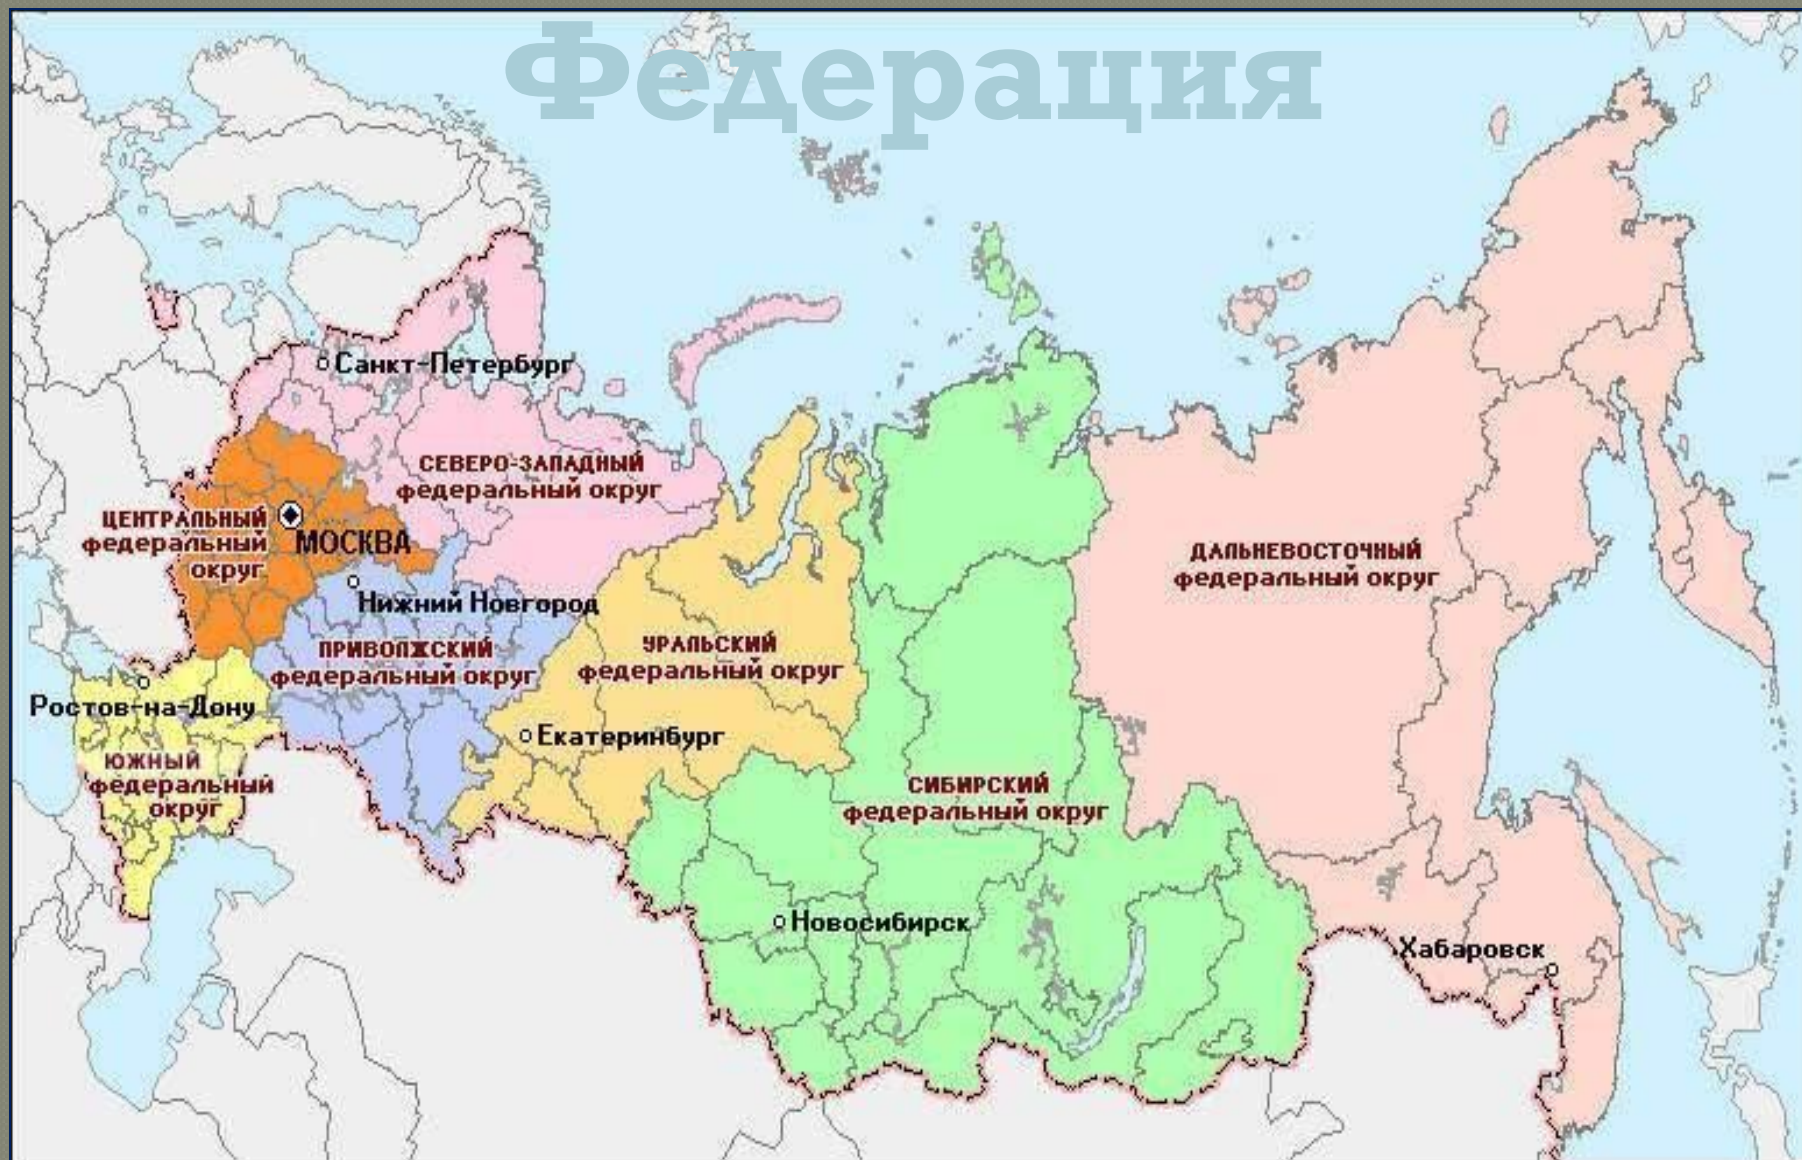 Федерация
Санкт-Петербург
СЕВЕРО-ЗАПАДНЫЙ
федеральный округ
ЦЕНТРАЛЬНЫЙ
федеральный
округ
МОСКВА
Нижний Новгород
ПРИВОЛЖСКИЙ
федеральный округ
УРАЛЬСКИЙ
федеральный округ
ДАЛЬНЕВОСТОЧНЫЙ
федеральный округ
Ростов-на-Дону
Екатеринбург
ЮЖНЫЙ
федеральный
округ
СИБИРСКИЙ
федеральный округ
Новосибирск
Хабаровск